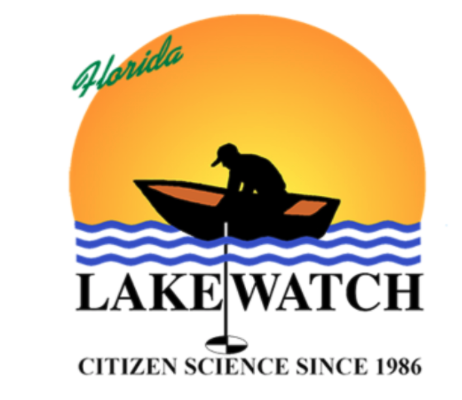 Florida
LAKEWATCH
CITIZEN SCIENCE SINCE 1986